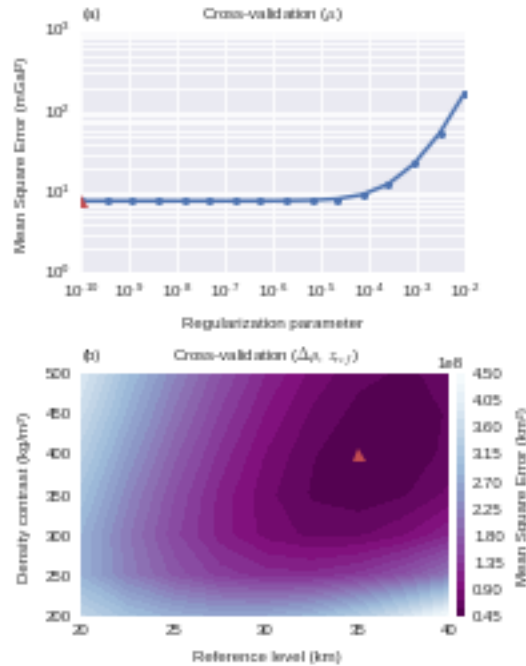 (a) Cross-validation (μ)
Mean Square Error (mGal²)
10³
10²
10¹
10⁰
10⁻¹⁰ 10⁻⁹ 10⁻⁸ 10⁻⁷ 10⁻⁶ 10⁻⁵ 10⁻⁴ 10⁻³ 10⁻²
Regularization parameter
(b) Cross-validation (Δρ, z_ref)
1e8
Density contrast (kg/m³)
500
450
400
350
300
250
200
20 25 30 35 40
Reference level (km)
4.50
4.05
3.60
3.15
2.70
2.25
1.80
1.35
0.90
0.45
Mean Square Error (km²)